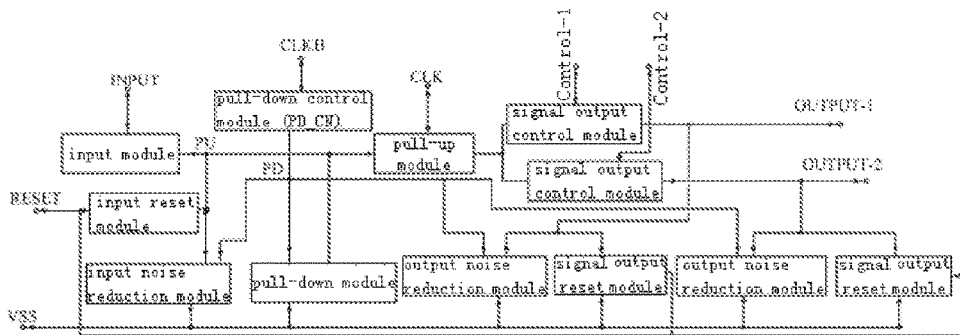 CLKB
Control-1
Control-2
INPUT
CLK
pull-down control
module (PD_CN)
signal output
control module
OUTPUT-1
input module
PU
pull-up
module
PD
signal output
control module
OUTPUT-2
RESET
input reset
module
input noise
reduction module
pull-down module
output noise
reduction module
signal output
reset module
output noise
reduction module
signal output
reset module
VSS